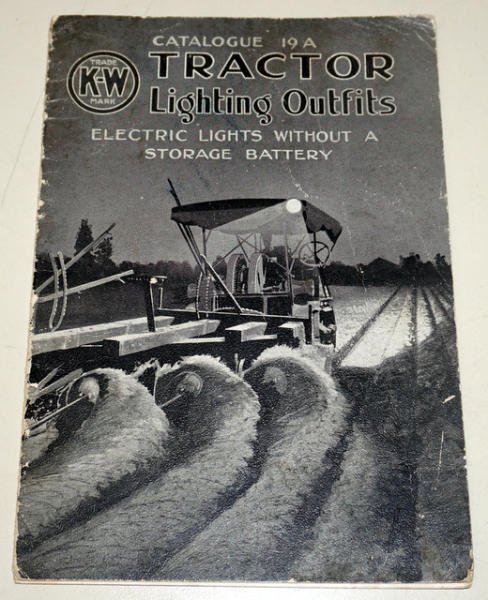 CATALOGUE 19A
TRADE
K-W
MARK
TRACTOR
Lighting Outfits
ELECTRIC LIGHTS WITHOUT A
STORAGE BATTERY